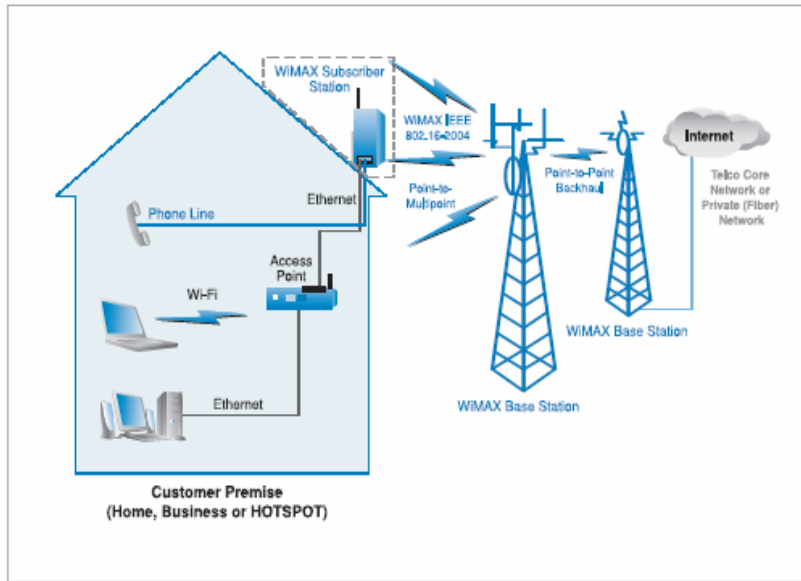 WiMAX Subscriber
Station
WiMAX IEEE
802.16-2004
Internet
Telco Core
Network or
Private (Fiber)
Network
Point-to-Point
Backhaul
Point-to-
Multipoint
Ethernet
Phone Line
Access
Point
Wi-Fi
Ethernet
WiMAX Base Station
WiMAX Base Station
Customer Premise
(Home, Business or HOTSPOT)